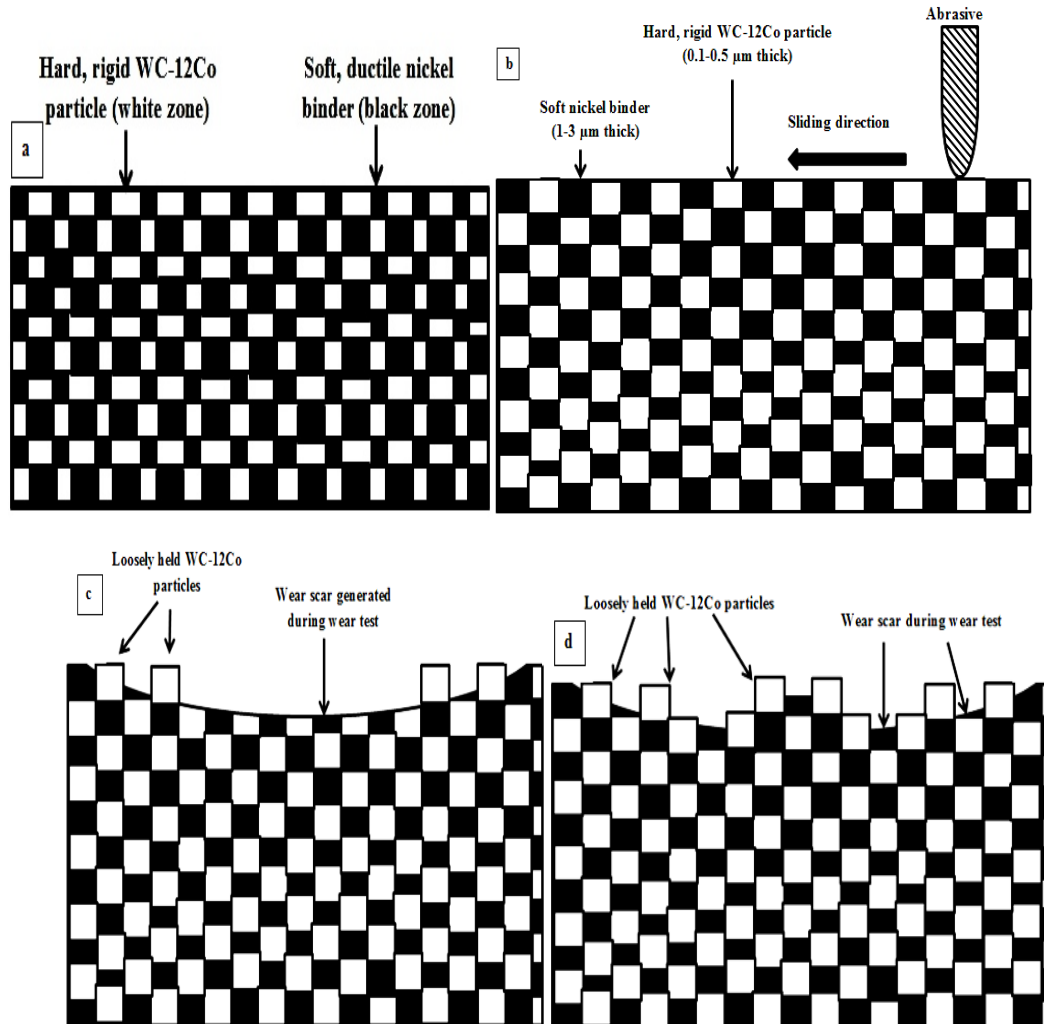 a
Hard, rigid WC-12Co
particle (white zone)
Soft, ductile nickel
binder (black zone)
b
Abrasive
Hard, rigid WC-12Co particle
(0.1-0.5 µm thick)
Soft nickel binder
(1-3 µm thick)
Sliding direction
c
Loosely held WC-12Co
particles
Wear scar generated
during wear test
d
Loosely held WC-12Co particles
Wear scar during wear test